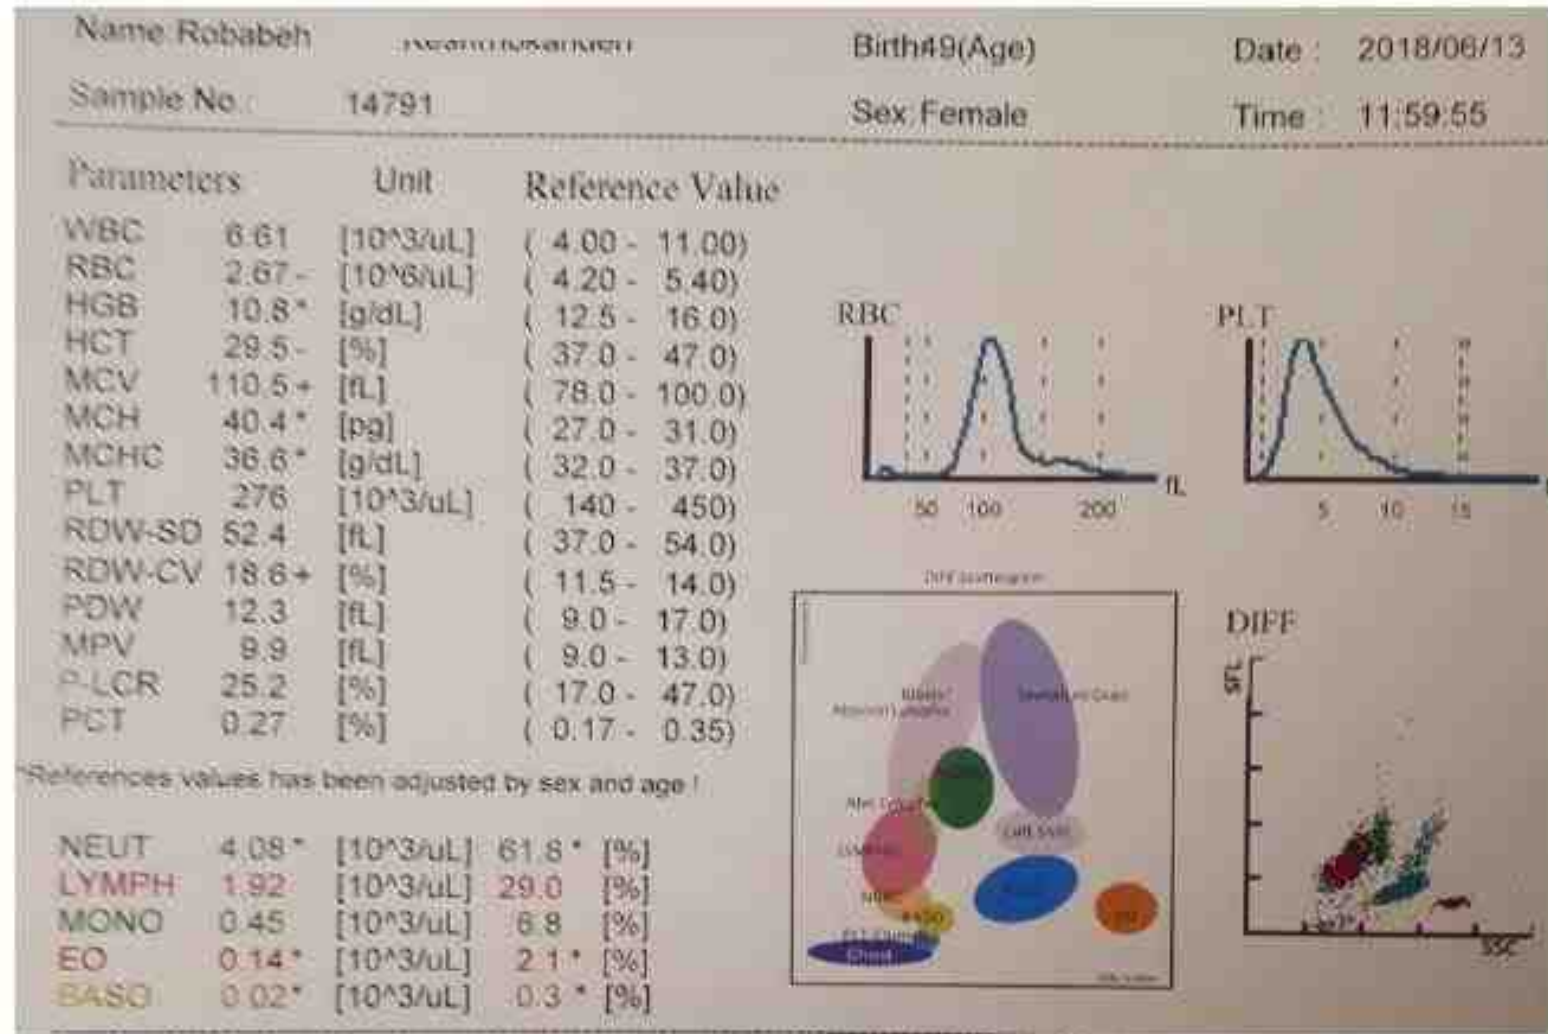 Name Robabeh Birth49(Age) Date : 2018/06/13
Sample No.: 14791 Sex:Female Time : 11:59:55
Parameters Unit Reference Value
WBC 6.61 [10^3/uL] ( 4.00 - 11.00)
RBC 2.67 - [10^6/uL] ( 4.20 - 5.40)
HGB 10.8 * [g/dL] ( 12.5 - 16.0)
HCT 29.5 - [%] ( 37.0 - 47.0)
MCV 110.5 + [fL] ( 78.0 - 100.0)
MCH 40.4 * [pg] ( 27.0 - 31.0)
MCHC 36.6 * [g/dL] ( 32.0 - 37.0)
PLT 276 [10^3/uL] ( 140 - 450)
RDW-SD 52.4 [fL] ( 37.0 - 54.0)
RDW-CV 18.6 + [%] ( 11.5 - 14.0)
PDW 12.3 [fL] ( 9.0 - 17.0)
MPV 9.9 [fL] ( 9.0 - 13.0)
P-LCR 25.2 [%] ( 17.0 - 47.0)
PCT 0.27 [%] ( 0.17 - 0.35)
*References values has been adjusted by sex and age !
NEUT 4.08 * [10^3/uL] 61.8 * [%]
LYMPH 1.92 [10^3/uL] 29.0 [%]
MONO 0.45 [10^3/uL] 6.8 [%]
EO 0.14 * [10^3/uL] 2.1 * [%]
BASO 0.02 * [10^3/uL] 0.3 * [%]
RBC
50 100 200 fL
PLT
5 10 15
DIFF
SFL
SSC
BASO
Ghost